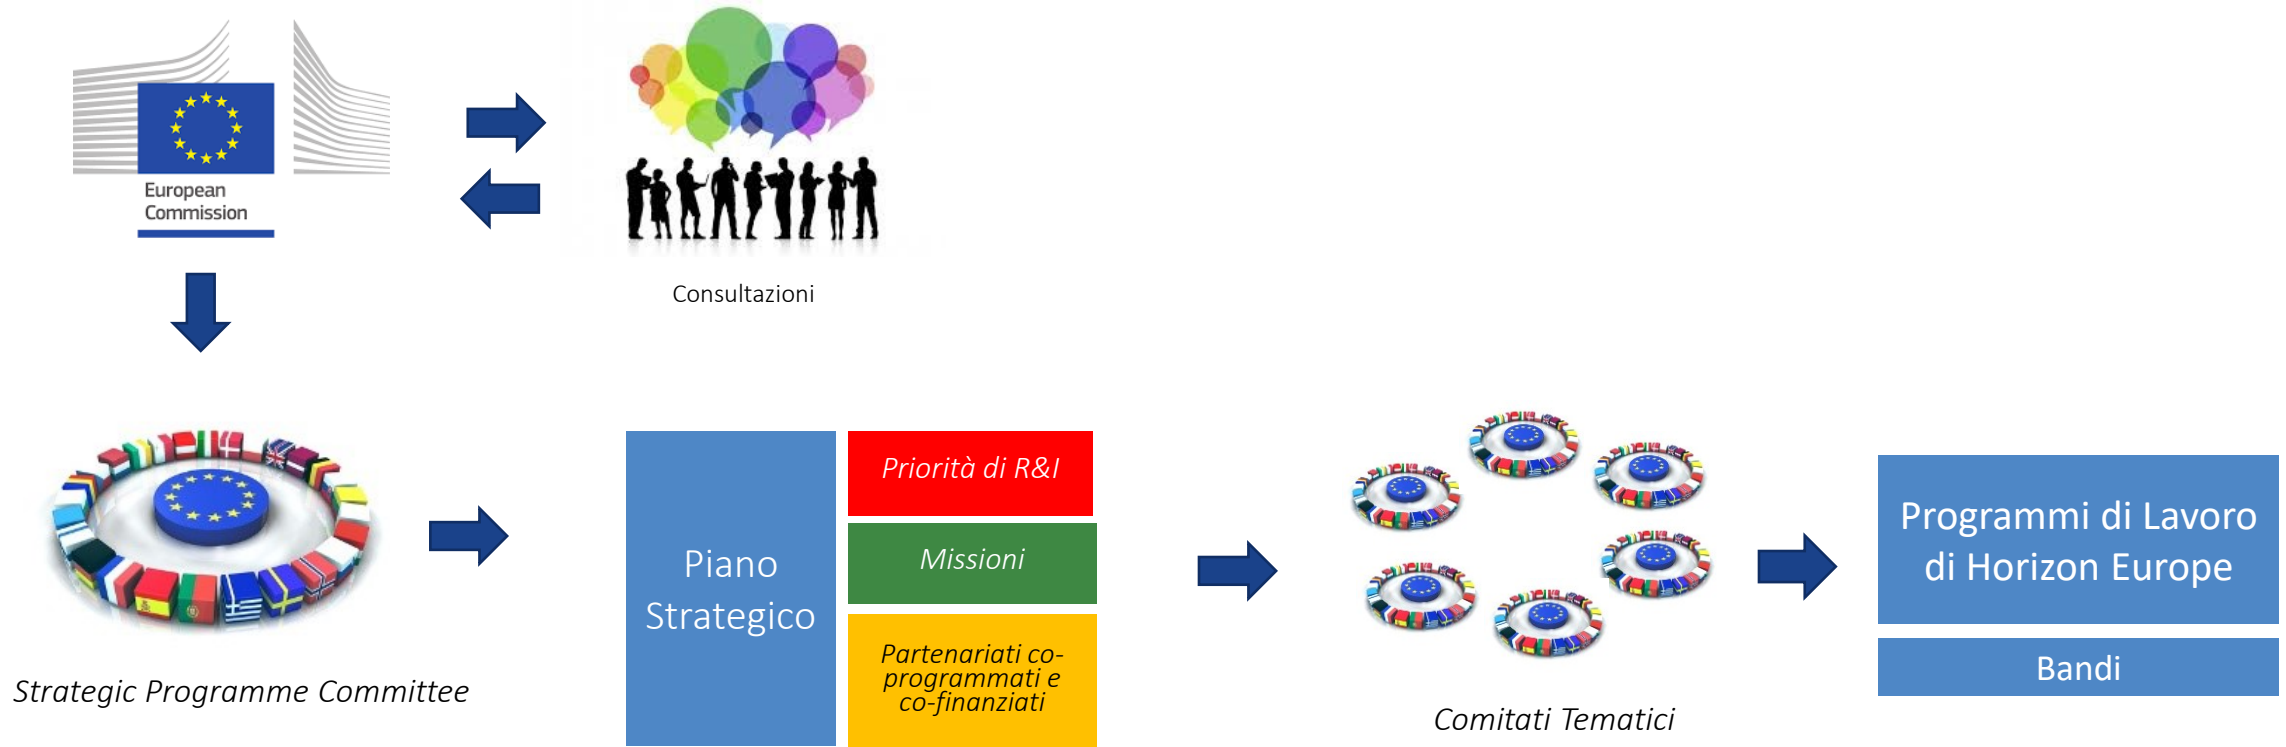 European
Commission
Consultazioni
Strategic Programme Committee
Piano
Strategico
Priorità di R&I
Missioni
Partenariati co-
programmati e
co-finanziati
Comitati Tematici
Programmi di Lavoro
di Horizon Europe
Bandi